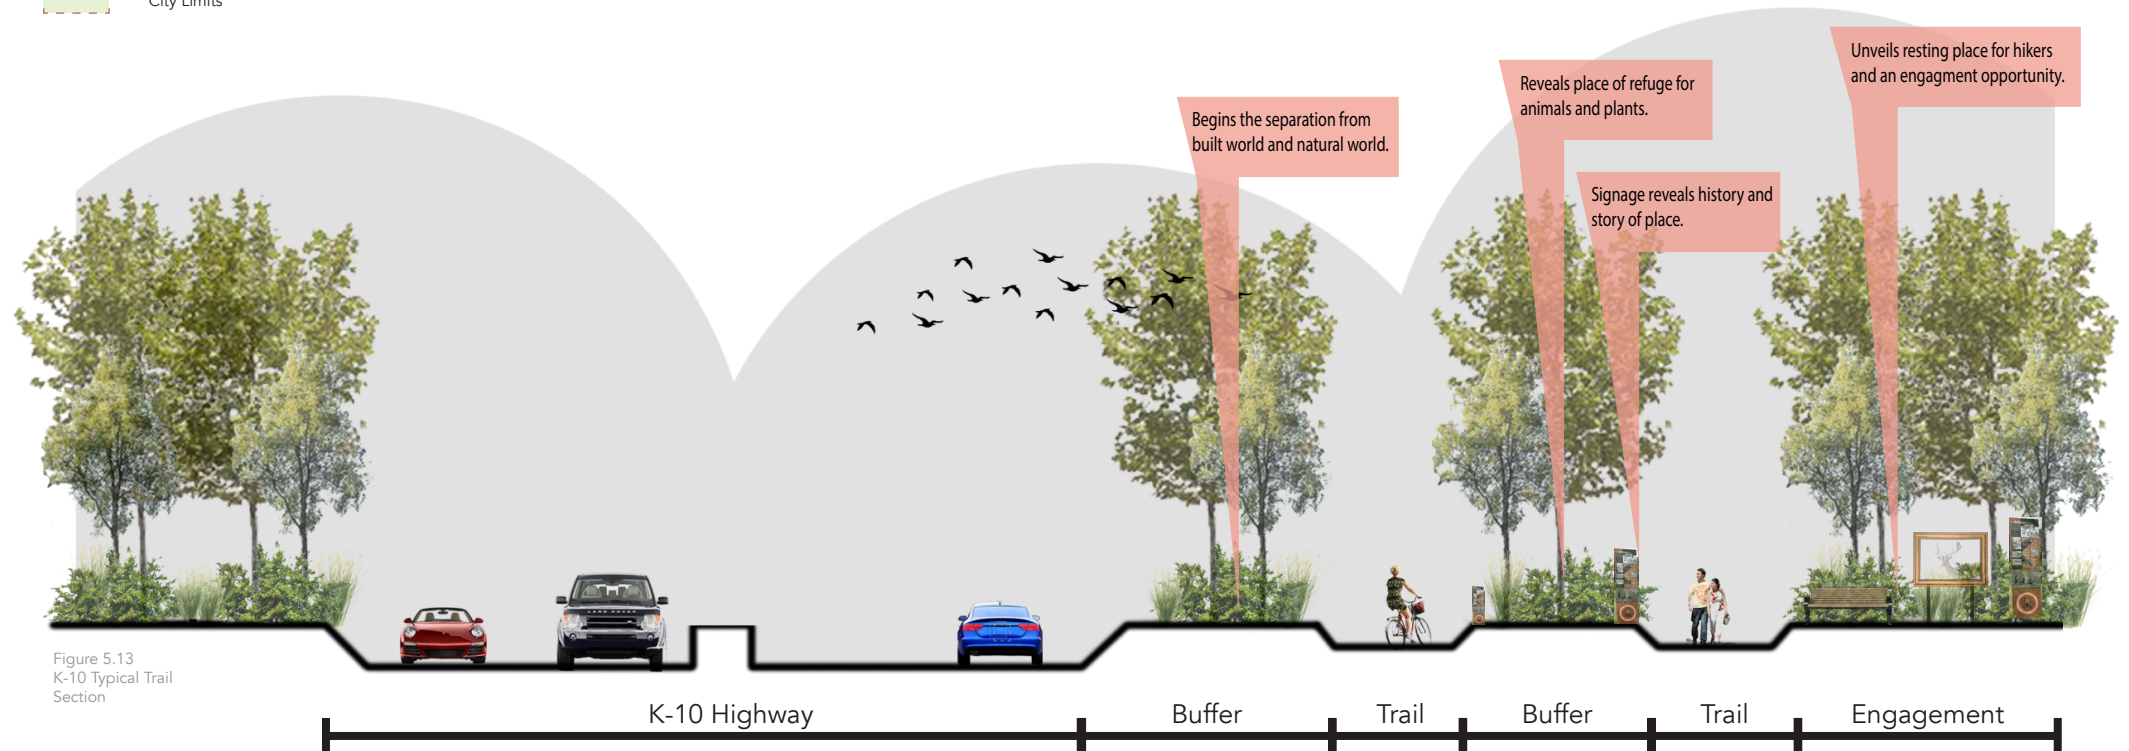 City Limits
Unveils resting place for hikers
and an engagment opportunity.
Reveals place of refuge for
animals and plants.
Begins the separation from
built world and natural world.
Signage reveals history and
story of place.
LAND ROVER
Figure 5.13
K-10 Typical Trail
Section
K-10 Highway
Buffer
Trail
Buffer
Trail
Engagement